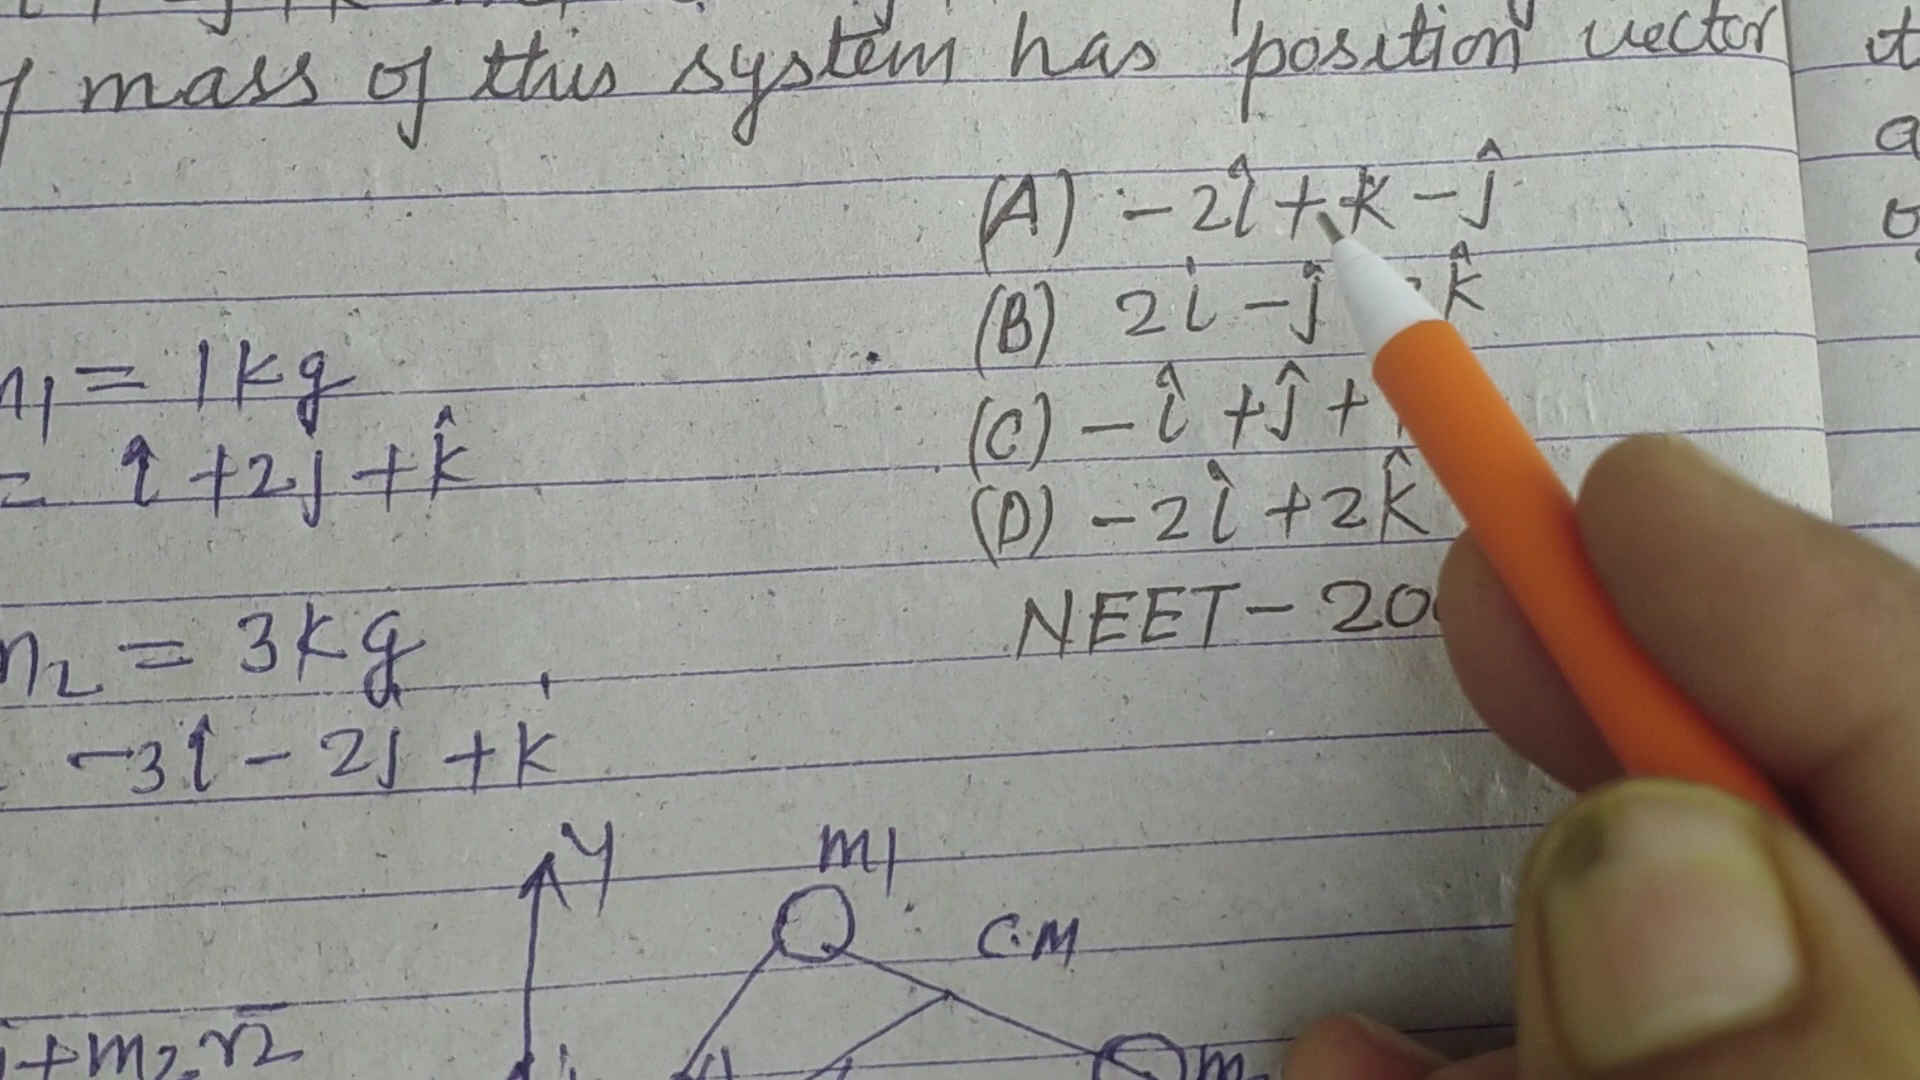 mass of this system has position vector
(A) -2î + k - ĵ
(B) 2i - ĵ k̂
m1 = 1kg
(C) -î + ĵ +
= î + 2j + k̂
(D) -2i + 2k̂
m2 = 3kg
NEET - 20
-3î - 2j + k
y
m1
C.M
+m2 r2
m